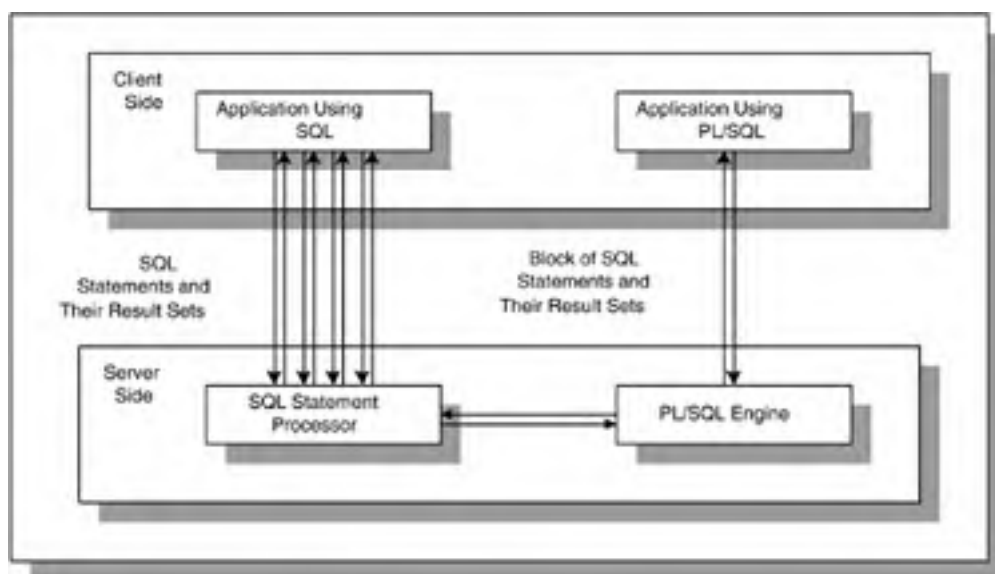 Client
Side
Application Using
SQL
Application Using
PL/SQL
SQL
Statements and
Their Result Sets
Block of SQL
Statements and
Their Result Sets
Server
Side
SQL Statement
Processor
PL/SQL Engine